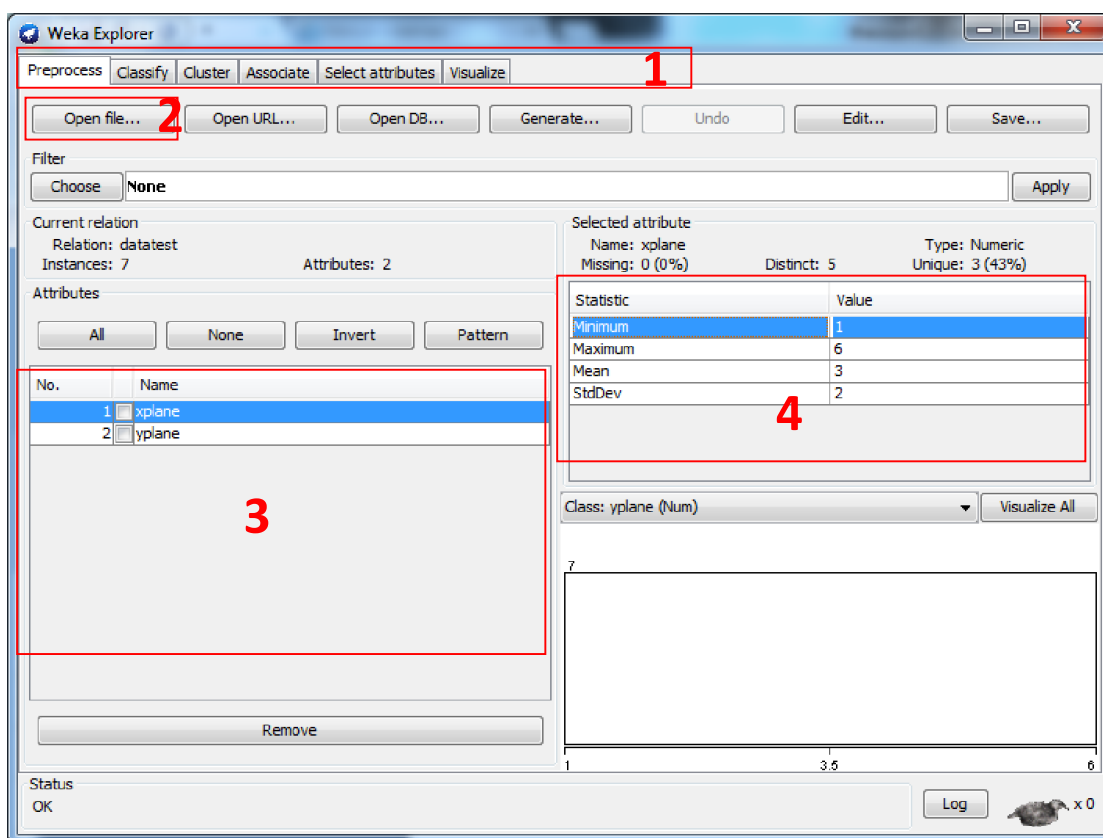 Weka Explorer
Preprocess Classify Cluster Associate Select attributes Visualize
1
Open file... 2 Open URL... Open DB... Generate... Undo Edit... Save...
Filter
Choose None Apply
Current relation
Relation: datatest
Instances: 7 Attributes: 2
Selected attribute
Name: xplane Type: Numeric
Missing: 0 (0%) Distinct: 5 Unique: 3 (43%)
Attributes
All None Invert Pattern
No. Name
1 xplane
2 yplane
3
Remove
Statistic Value
Minimum 1
Maximum 6
Mean 3
StdDev 2
4
Class: yplane (Num) Visualize All
7
1 3.5 6
Status
OK
Log x 0